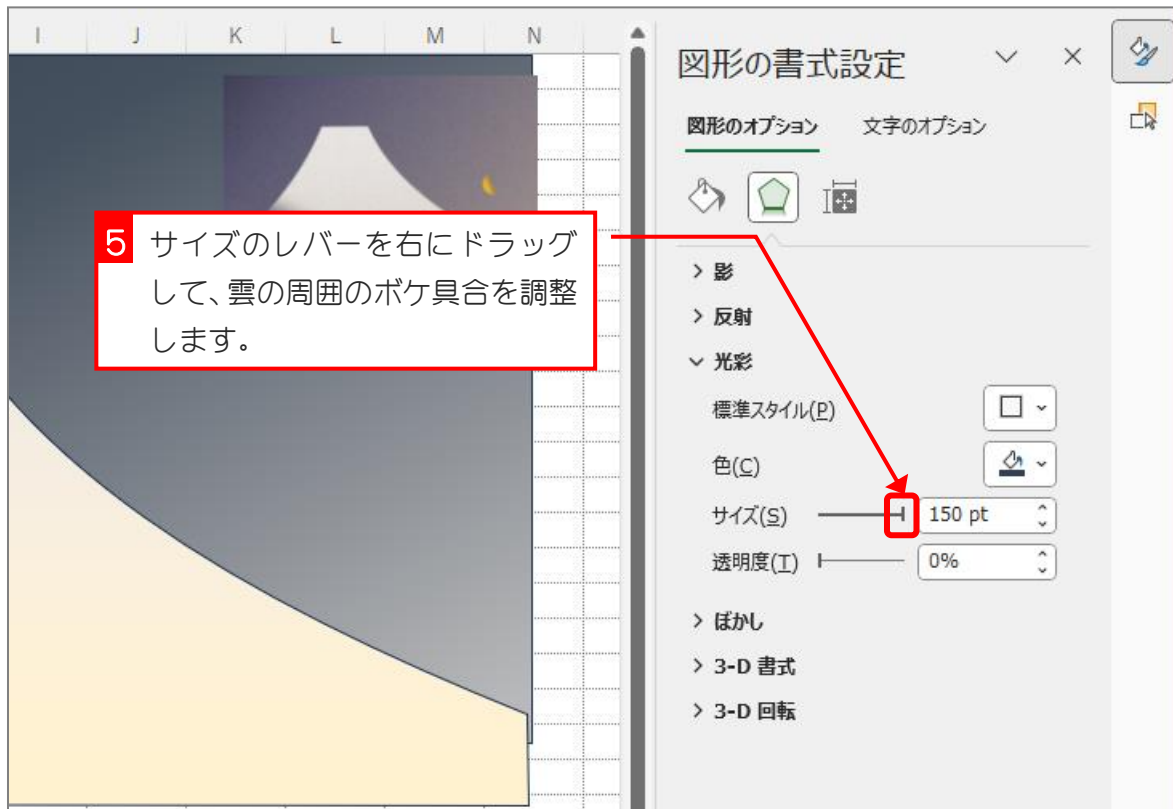 I J K L M N
図形の書式設定
図形のオプション 文字のオプション
5 サイズのレバーを右にドラッグ
して、雲の周囲のボケ具合を調整
します。
> 影
> 反射
光彩
標準スタイル(P)
色(C)
サイズ(S) 150 pt
透明度(T) 0%
> ぼかし
> 3-D 書式
> 3-D 回転